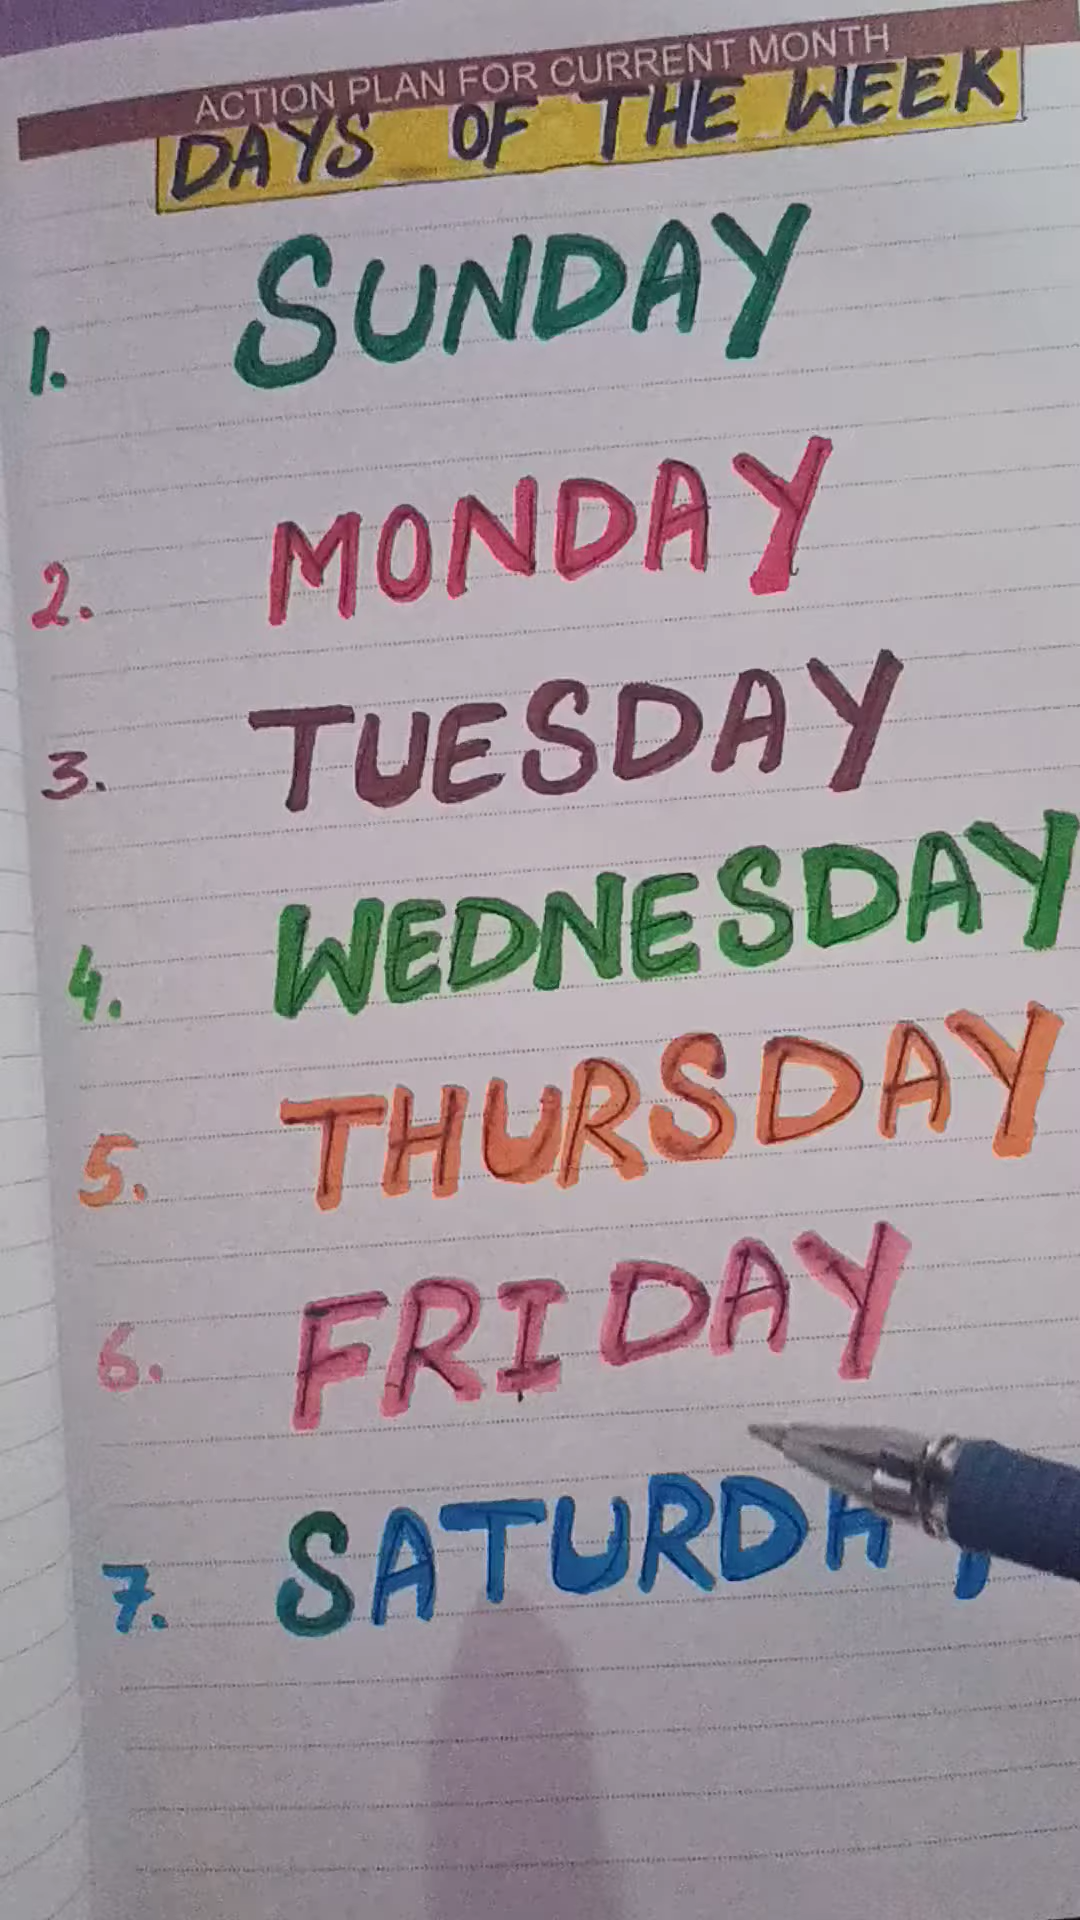 ACTION PLAN FOR CURRENT MONTH
DAYS OF THE WEEK
1. SUNDAY
2. MONDAY
3. TUESDAY
4. WEDNESDAY
5. THURSDAY
6. FRIDAY
7. SATURDAY